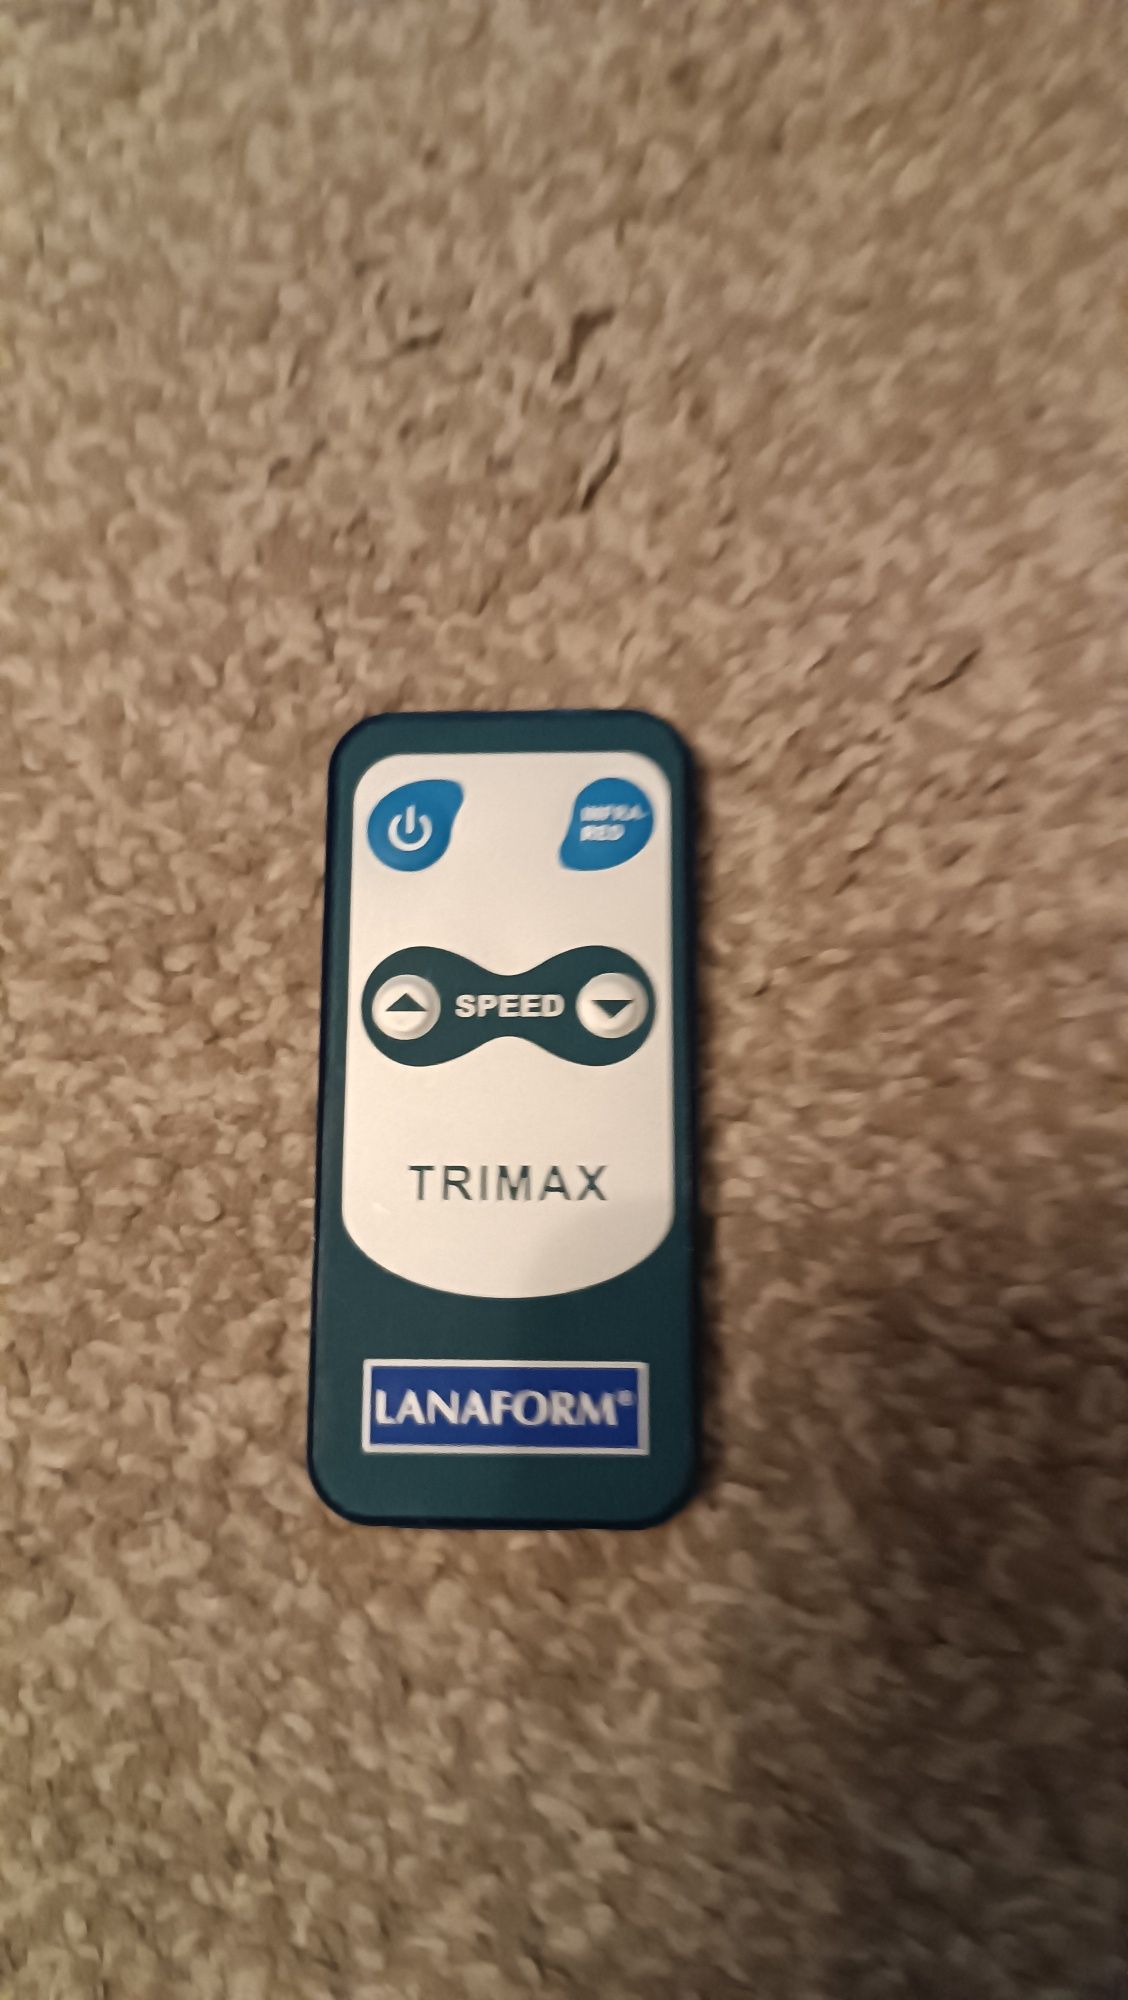 INFRA-
RED
SPEED
TRIMAX
LANAFORM®